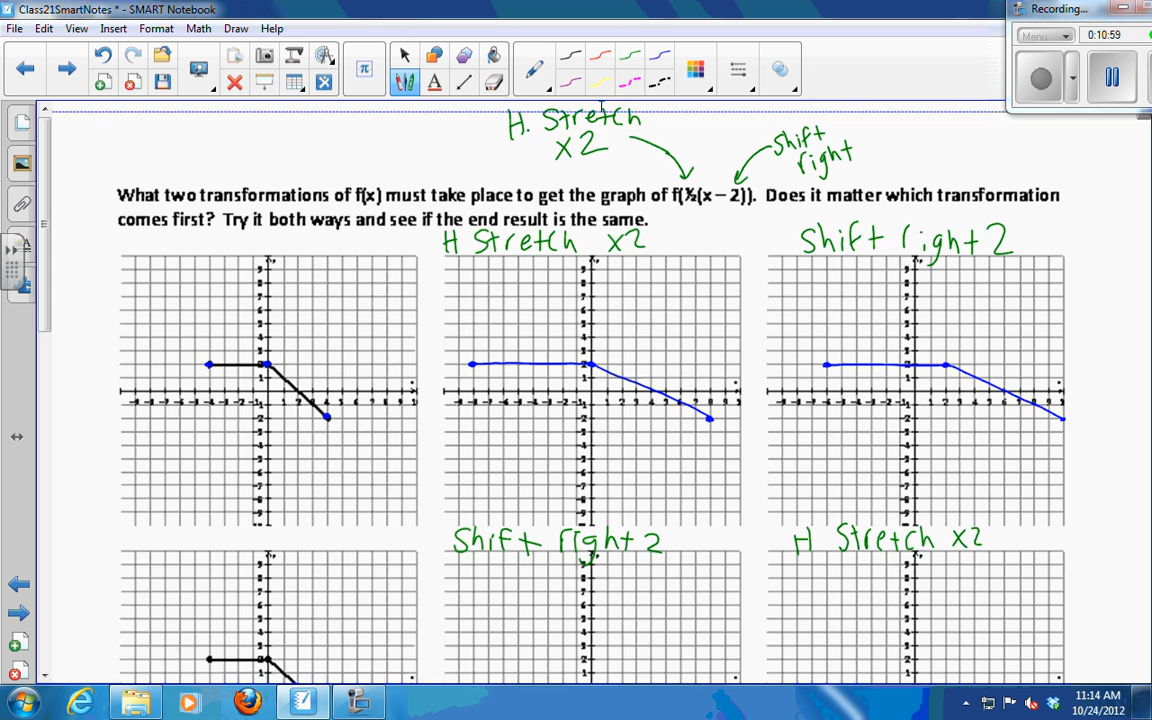 Class21SmartNotes * - SMART Notebook
Recording...
File Edit View Insert Format Math Draw Help
Menu
0:10:59
H. Stretch
x2
shift
right
What two transformations of f(x) must take place to get the graph of f(½(x – 2)). Does it matter which transformation
comes first? Try it both ways and see if the end result is the same.
H Stretch x2
Shift right 2
Shift right 2
H Stretch x2
11:14 AM
10/24/2012